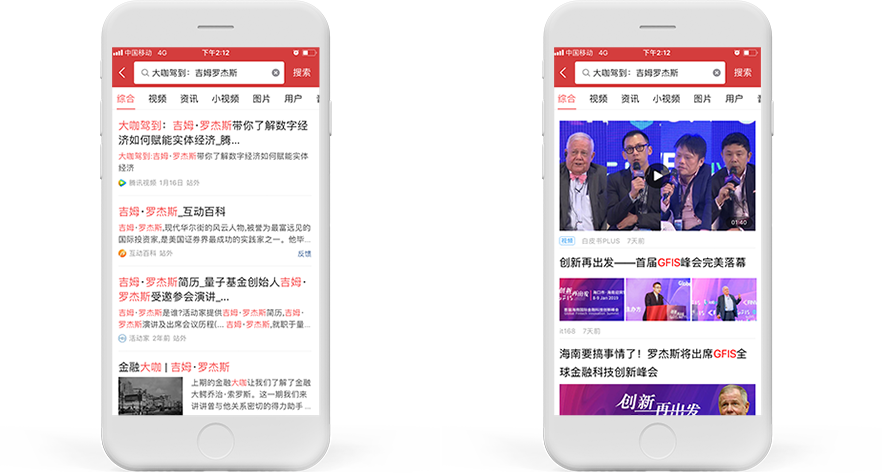 中国移动 4G 下午2:12
大咖驾到：吉姆罗杰斯 搜索
综合 视频 资讯 小视频 图片 用户
大咖驾到：吉姆·罗杰斯带你了解数字经
济如何赋能实体经济_腾...
大咖驾到:吉姆·罗杰斯带你了解数字经济如何赋能实体
经济
腾讯视频 1月16日 站外
吉姆·罗杰斯_互动百科
吉姆·罗杰斯,现代华尔街的风云人物,被誉为最富远见的
国际投资家,是美国证券界最成功的实践家之一。他毕...
互动百科 站外 反馈
吉姆·罗杰斯简历_量子基金创始人吉姆·
罗杰斯受邀参会演讲_...
吉姆·罗杰斯是谁?活动家提供吉姆·罗杰斯简历,吉姆·
罗杰斯演讲及出席会议历程(... 吉姆·罗杰斯,就职于量...
活动家 2年前 站外
金融大咖 | 吉姆·罗杰斯
上期的金融大咖让我们了解了金融
大鳄乔治·索罗斯。这一期我们来
讲讲曾与他关系密切的得力助手 ...
中国移动 4G 下午2:12
大咖驾到：吉姆罗杰斯 搜索
综合 视频 资讯 小视频 图片 用户
01:40
视频 白皮书PLUS 7天前
创新再出发——首届GFIS峰会完美落幕
创新
再出发
it168 7天前
海南要搞事情了！罗杰斯将出席GFIS全
球金融科技创新峰会
创新再出发